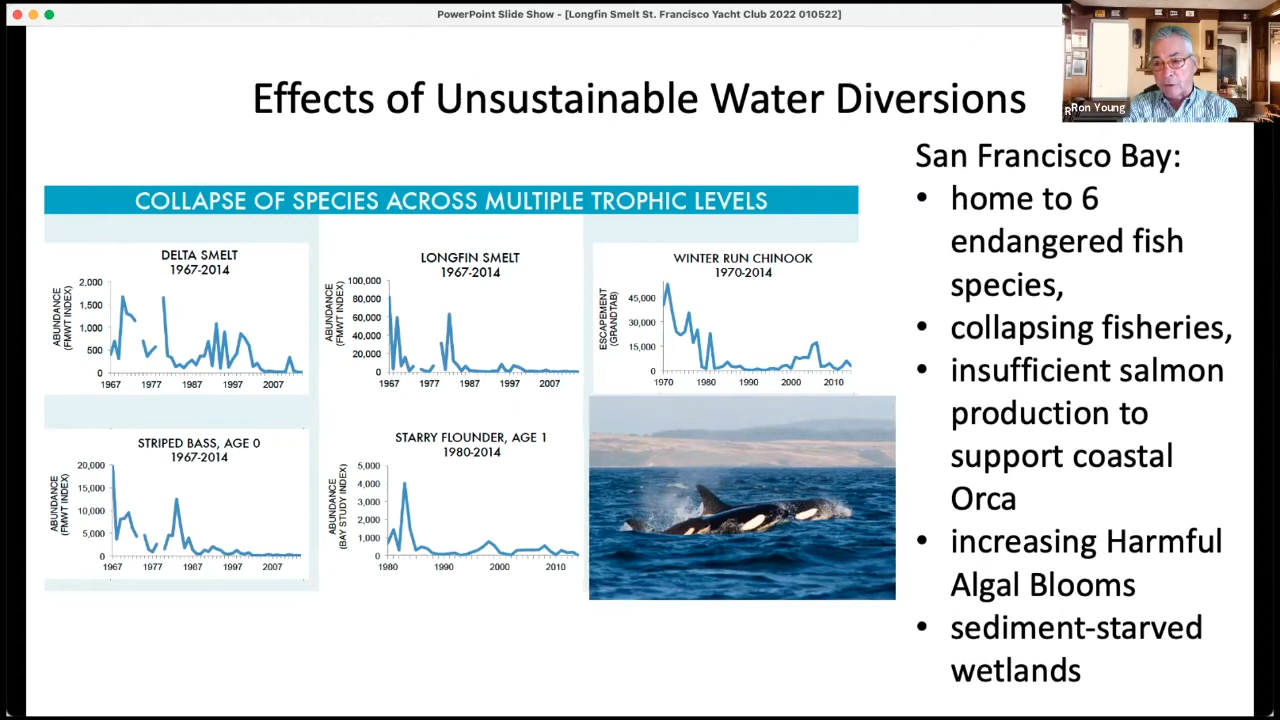 PowerPoint Slide Show - [Longfin Smelt St. Francisco Yacht Club 2022 010522]
Ron Young
Effects of Unsustainable Water Diversions
San Francisco Bay:
• home to 6
endangered fish
species,
• collapsing fisheries,
• insufficient salmon
production to
support coastal
Orca
• increasing Harmful
Algal Blooms
• sediment-starved
wetlands
COLLAPSE OF SPECIES ACROSS MULTIPLE TROPHIC LEVELS
DELTA SMELT
1967-2014
ABUNDANCE
(FMWT INDEX)
2,000
1,500
1,000
500
0
1967 1977 1987 1997 2007
LONGFIN SMELT
1967-2014
ABUNDANCE
(FMWT INDEX)
100,000
80,000
60,000
40,000
20,000
0
1967 1977 1987 1997 2007
WINTER RUN CHINOOK
1970-2014
ESCAPEMENT
(GRANDTAB)
45,000
30,000
15,000
0
1970 1980 1990 2000 2010
STRIPED BASS, AGE 0
1967-2014
ABUNDANCE
(FMWT INDEX)
20,000
15,000
10,000
5,000
0
1967 1977 1987 1997 2007
STARRY FLOUNDER, AGE 1
1980-2014
ABUNDANCE
(BAY STUDY INDEX)
5,000
4,000
3,000
2,000
1,000
0
1980 1990 2000 2010